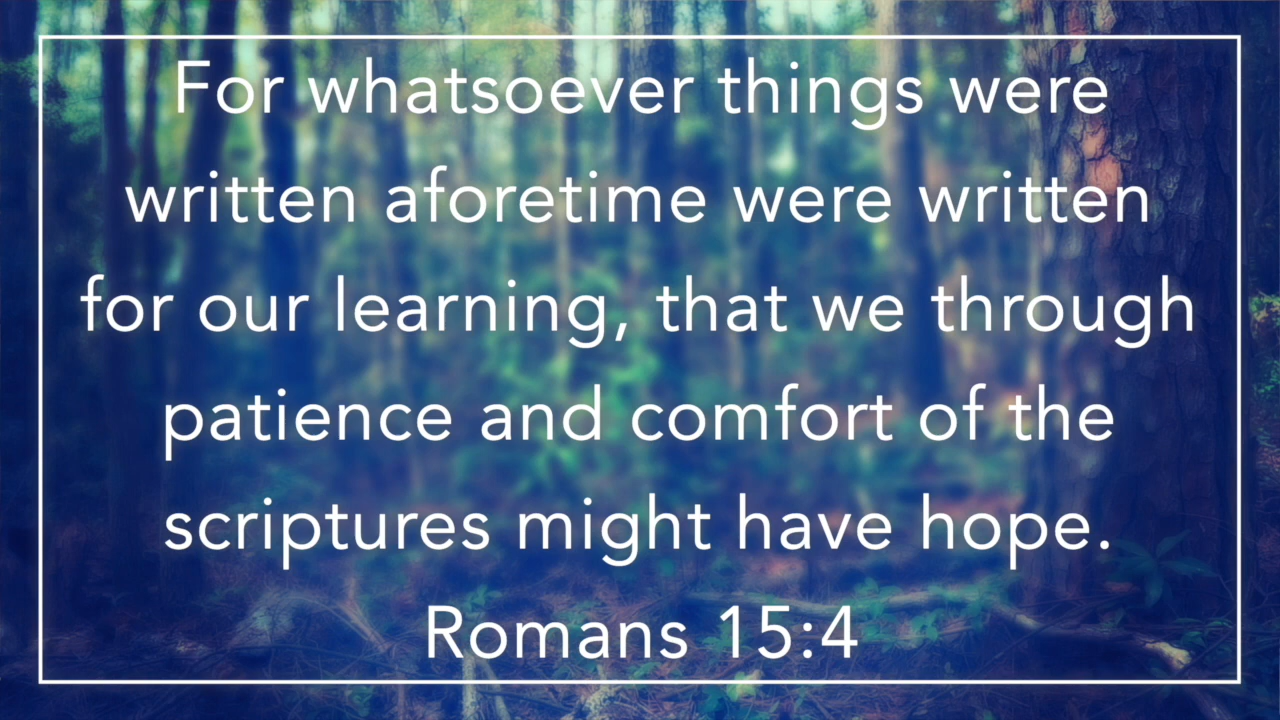 For whatsoever things were
written aforetime were written
for our learning, that we through
patience and comfort of the
scriptures might have hope.
Romans 15:4